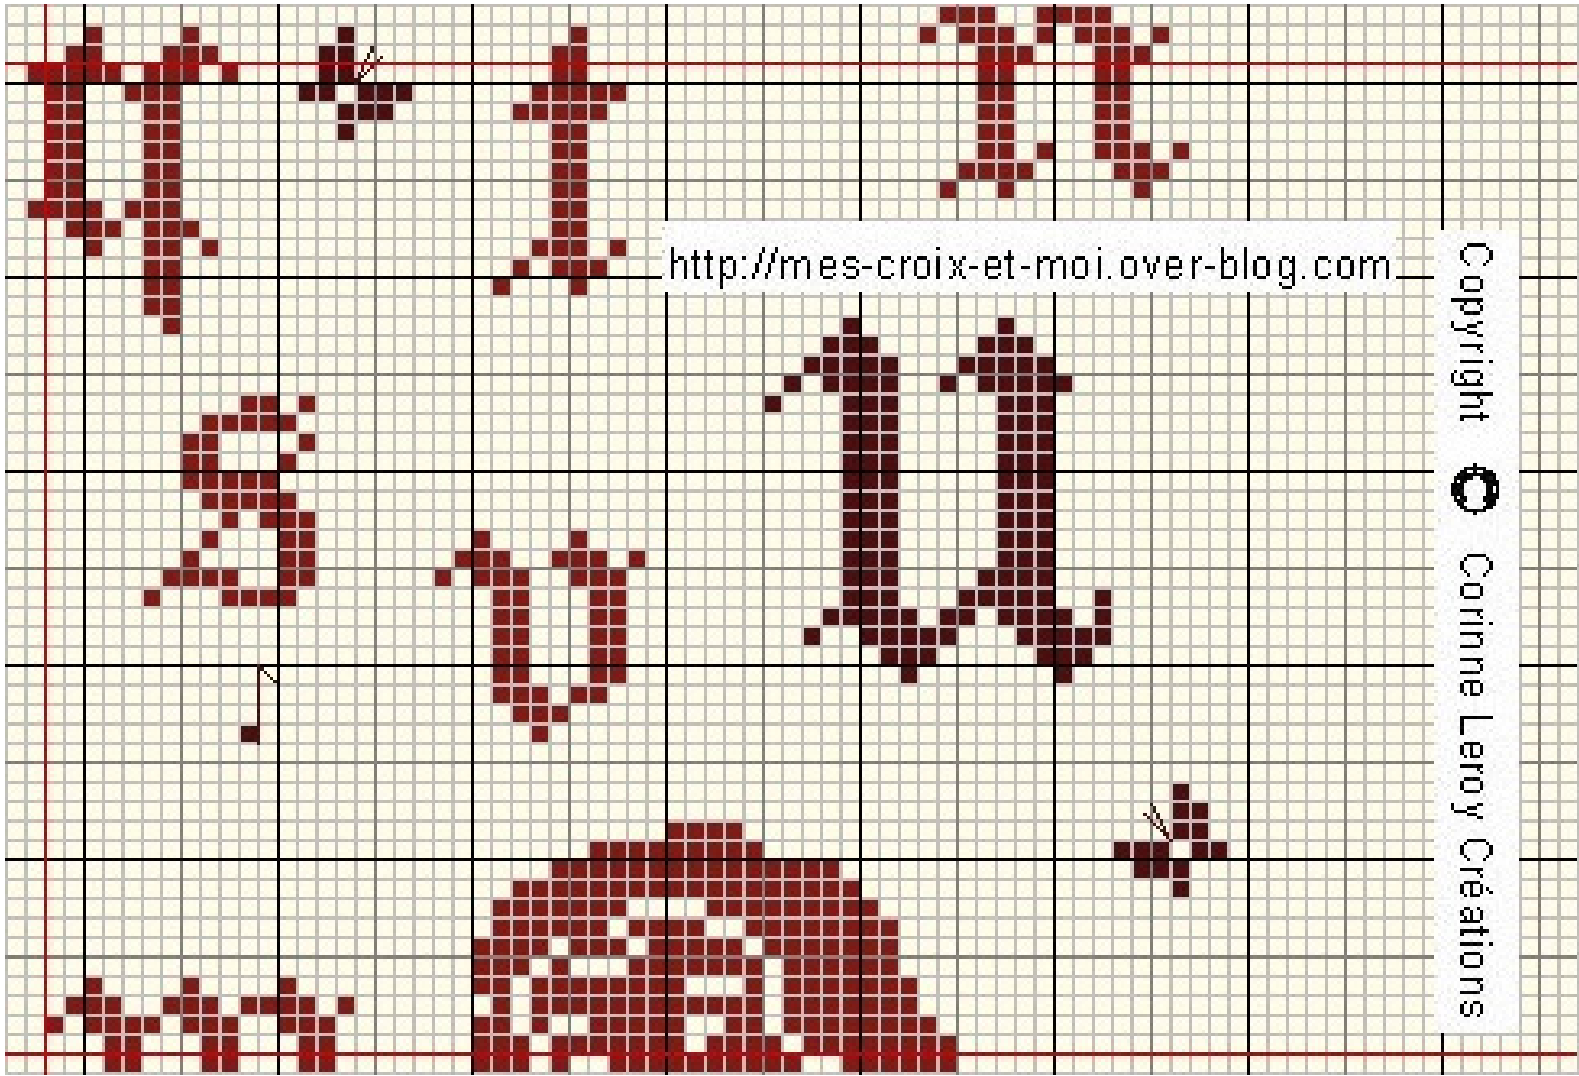 u I n
http://mes-croix-et-moi.over-blog.com
u
s
v
m
Copyright © Corinne Leroy Créations